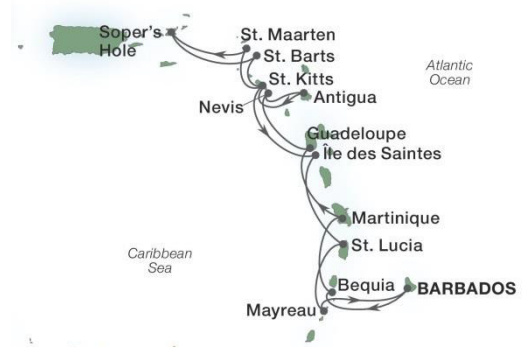 Soper's
Hole
St. Maarten
St. Barts
St. Kitts
Nevis
Antigua
Atlantic
Ocean
Guadeloupe
Île des Saintes
Martinique
St. Lucia
Caribbean
Sea
Bequia
BARBADOS
Mayreau